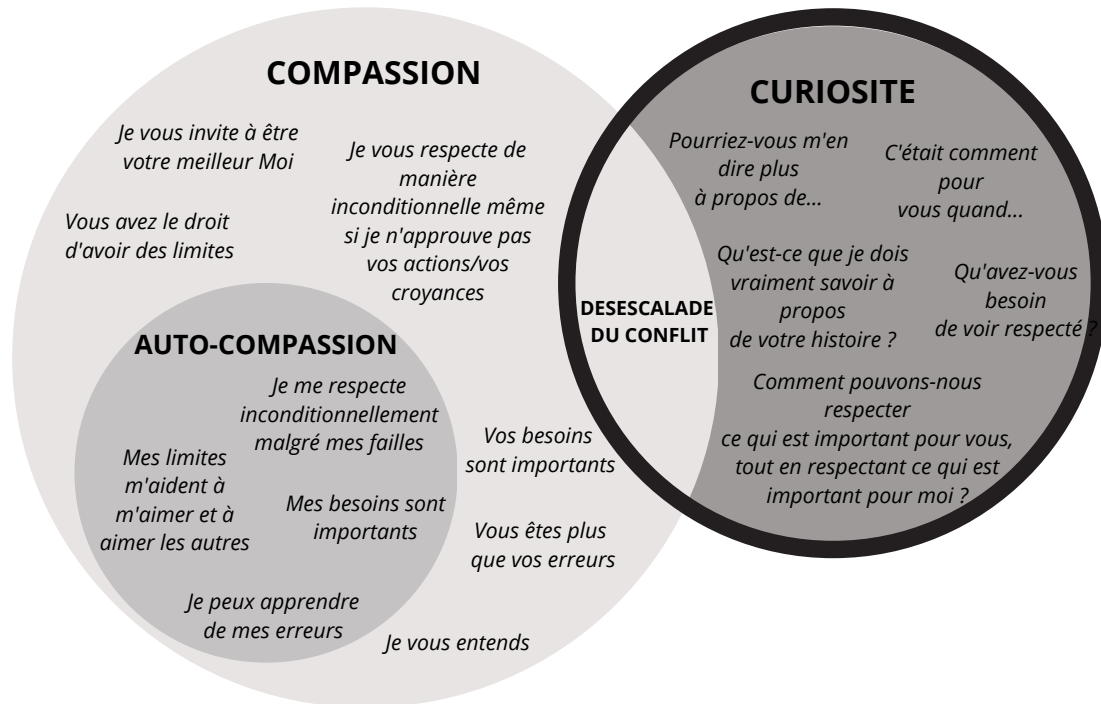 COMPASSION
Je vous invite à être
votre meilleur Moi
Je vous respecte de
manière
inconditionnelle même
si je n'approuve pas
vos actions/vos
croyances
Vous avez le droit
d'avoir des limites
AUTO-COMPASSION
Je me respecte
inconditionnellement
malgré mes failles
Mes limites
m'aident à
m'aimer et à
aimer les autres
Mes besoins sont
importants
Je peux apprendre
de mes erreurs
Vos besoins
sont importants
Vous êtes plus
que vos erreurs
Je vous entends
DESESCALADE
DU CONFLIT
CURIOSITE
Pourriez-vous m'en
dire plus
à propos de...
C'était comment
pour
vous quand...
Qu'est-ce que je dois
vraiment savoir à
propos
de votre histoire ?
Qu'avez-vous
besoin
de voir respecté ?
Comment pouvons-nous
respecter
ce qui est important pour vous,
tout en respectant ce qui est
important pour moi ?